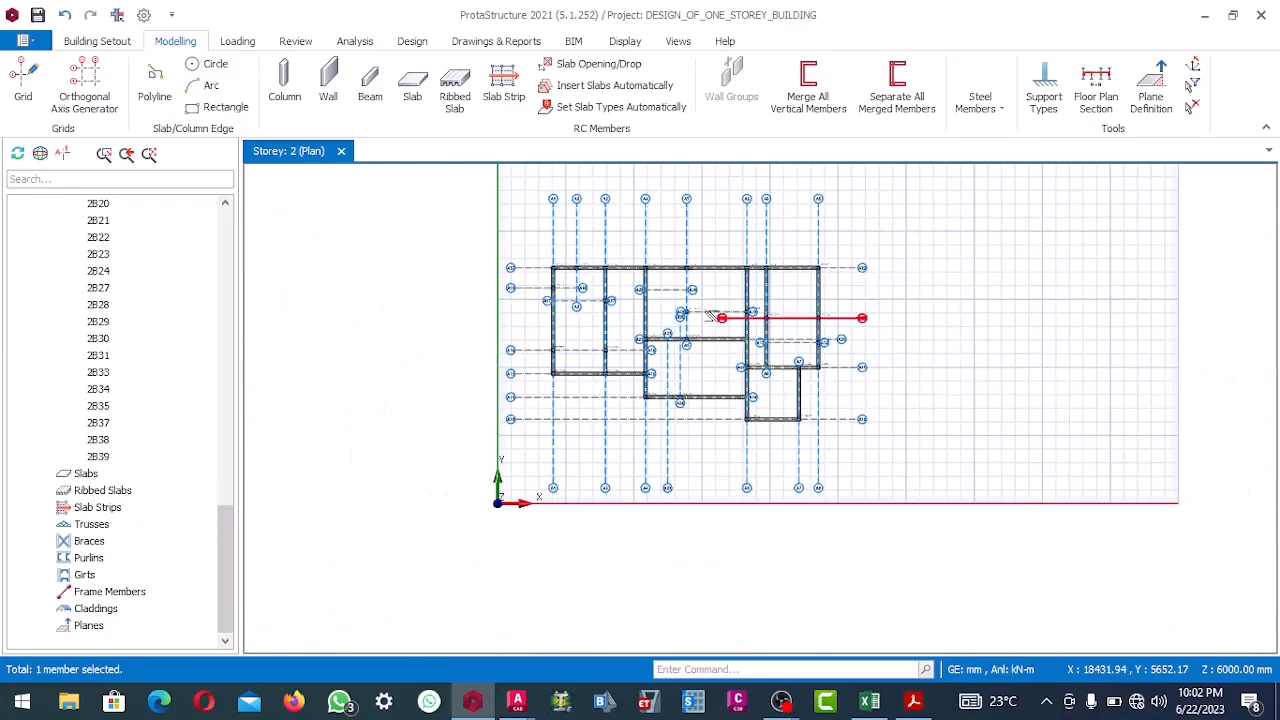 ProtaStructure 2021 (5.1.252) / Project: DESIGN_OF_ONE_STOREY_BUILDING
Building Setout Modelling Loading Review Analysis Design Drawings & Reports BIM Display Views Help
Grid
Orthogonal
Axis Generator
Grids
Polyline
Circle
Arc
Rectangle
Slab/Column Edge
Column
Wall
Beam
Slab
Ribbed
Slab
Slab Strip
Slab Opening/Drop
Insert Slabs Automatically
Set Slab Types Automatically
RC Members
Wall Groups
Merge All
Vertical Members
Separate All
Merged Members
Steel
Members
Support
Types
Floor Plan
Section
Plane
Definition
Tools
Storey: 2 (Plan)
Search...
2B20
2B21
2B22
2B23
2B24
2B27
2B28
2B29
2B30
2B31
2B33
2B34
2B35
2B37
2B38
2B39
Slabs
Ribbed Slabs
Slab Strips
Trusses
Braces
Purlins
Girts
Frame Members
Claddings
Planes
Y
Z
X
Total: 1 member selected.
Enter Command...
GE: mm , Anl: kN-m
X : 18431.94 Y : 5652.17 Z : 6000.00 mm
3
23°C
10:02 PM
6/22/2023
8